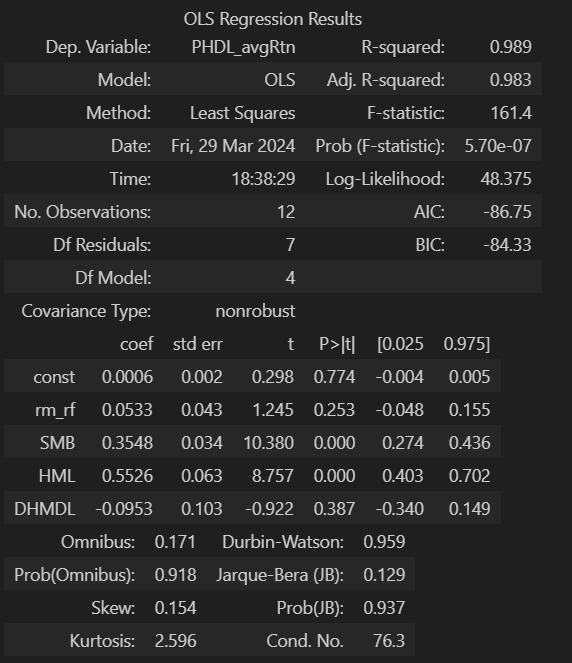 OLS Regression Results
Dep. Variable: PHDL_avgRtn R-squared: 0.989
Model: OLS Adj. R-squared: 0.983
Method: Least Squares F-statistic: 161.4
Date: Fri, 29 Mar 2024 Prob (F-statistic): 5.70e-07
Time: 18:38:29 Log-Likelihood: 48.375
No. Observations: 12 AIC: -86.75
Df Residuals: 7 BIC: -84.33
Df Model: 4
Covariance Type: nonrobust
coef std err t P>|t| [0.025 0.975]
const 0.0006 0.002 0.298 0.774 -0.004 0.005
rm_rf 0.0533 0.043 1.245 0.253 -0.048 0.155
SMB 0.3548 0.034 10.380 0.000 0.274 0.436
HML 0.5526 0.063 8.757 0.000 0.403 0.702
DHMDL -0.0953 0.103 -0.922 0.387 -0.340 0.149
Omnibus: 0.171 Durbin-Watson: 0.959
Prob(Omnibus): 0.918 Jarque-Bera (JB): 0.129
Skew: 0.154 Prob(JB): 0.937
Kurtosis: 2.596 Cond. No. 76.3